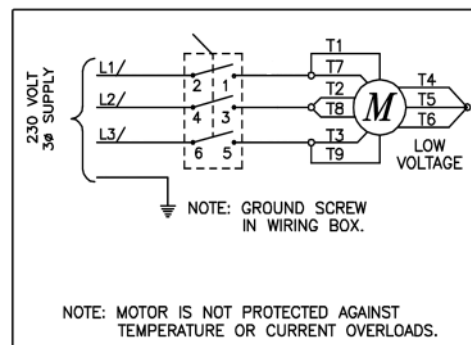 230 VOLT
3ø SUPPLY
L1/
L2/
L3/
2
1
4
3
6
5
T1
T7
T2
T8
T3
T9
M
T4
T5
T6
LOW
VOLTAGE
NOTE: GROUND SCREW
IN WIRING BOX.
NOTE: MOTOR IS NOT PROTECTED AGAINST
TEMPERATURE OR CURRENT OVERLOADS.